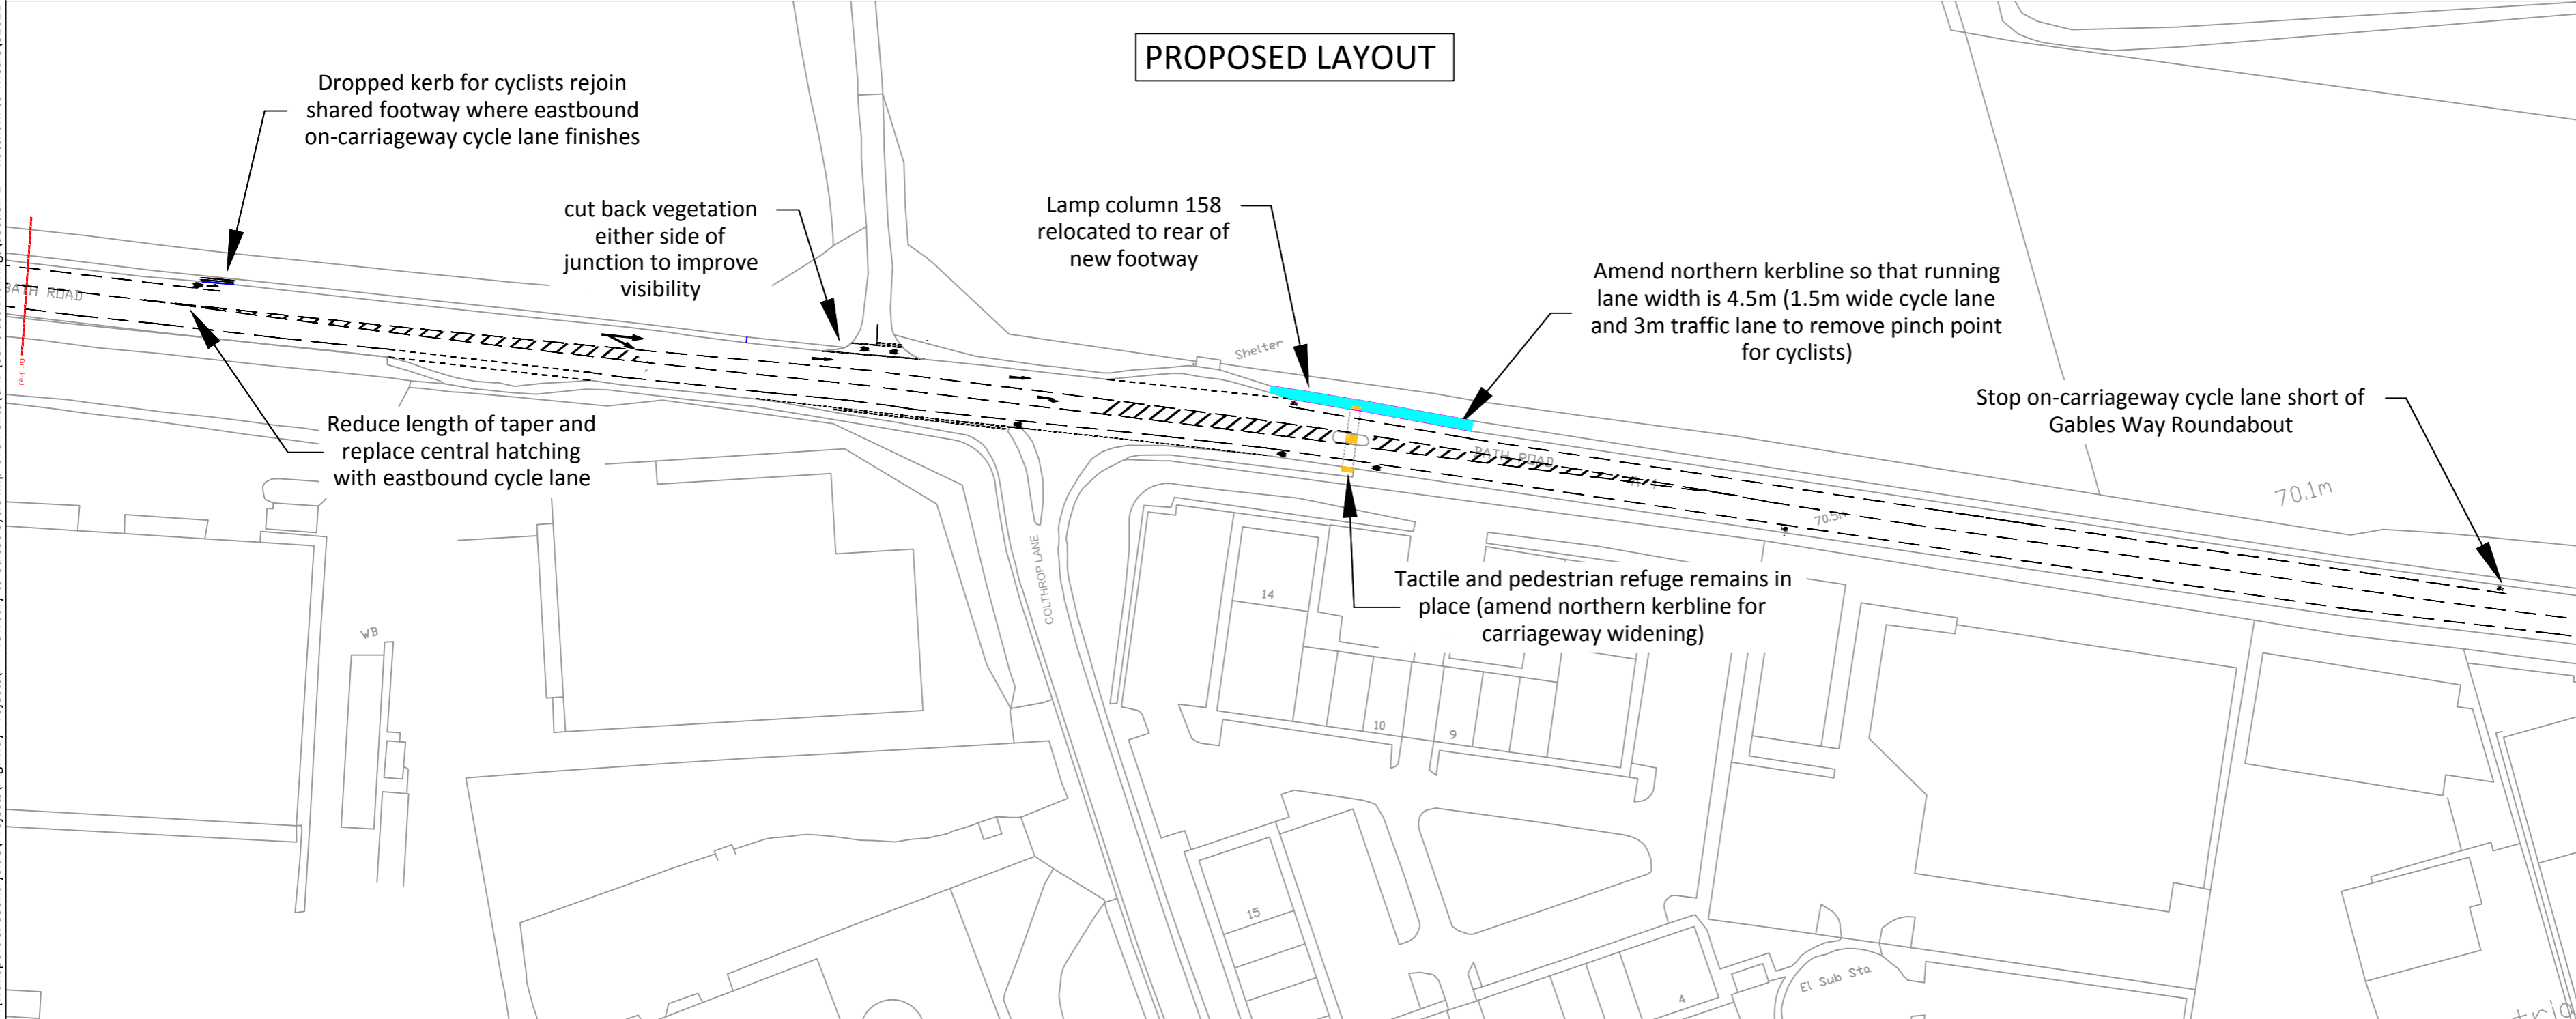 PROPOSED LAYOUT
Dropped kerb for cyclists rejoin
shared footway where eastbound
on-carriageway cycle lane finishes
cut back vegetation
either side of
junction to improve
visibility
Lamp column 158
relocated to rear of
new footway
Amend northern kerbline so that running
lane width is 4.5m (1.5m wide cycle lane
and 3m traffic lane to remove pinch point
for cyclists)
Stop on-carriageway cycle lane short of
Gables Way Roundabout
Reduce length of taper and
replace central hatching
with eastbound cycle lane
Tactile and pedestrian refuge remains in
place (amend northern kerbline for
carriageway widening)
BATH ROAD
Shelter
BATH ROAD
70.1m
70.5m
COLTHROP LANE
WB
14
10
9
15
4
El Sub Sta